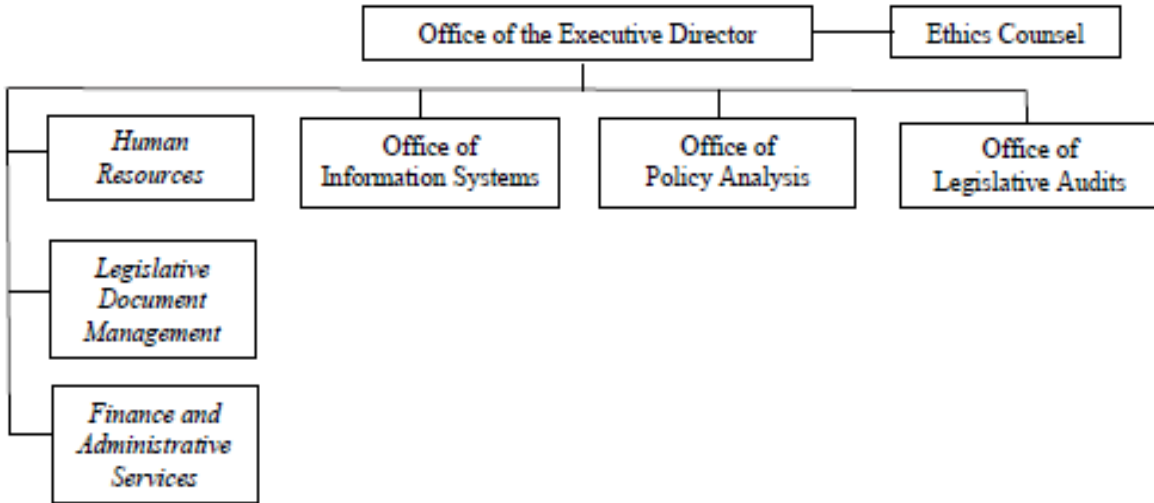 Office of the Executive Director
Ethics Counsel
Human
Resources
Office of
Information Systems
Office of
Policy Analysis
Office of
Legislative Audits
Legislative
Document
Management
Finance and
Administrative
Services